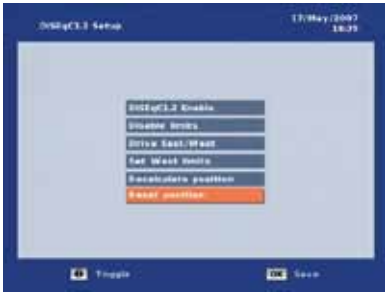 DiSEqC1.2 Setup
17/May/2007
18:29
DiSEqC1.2 Enable
Disable limits
Drive East/West
Set West limits
Recalculate position
Reset position
Toggle
OK Save